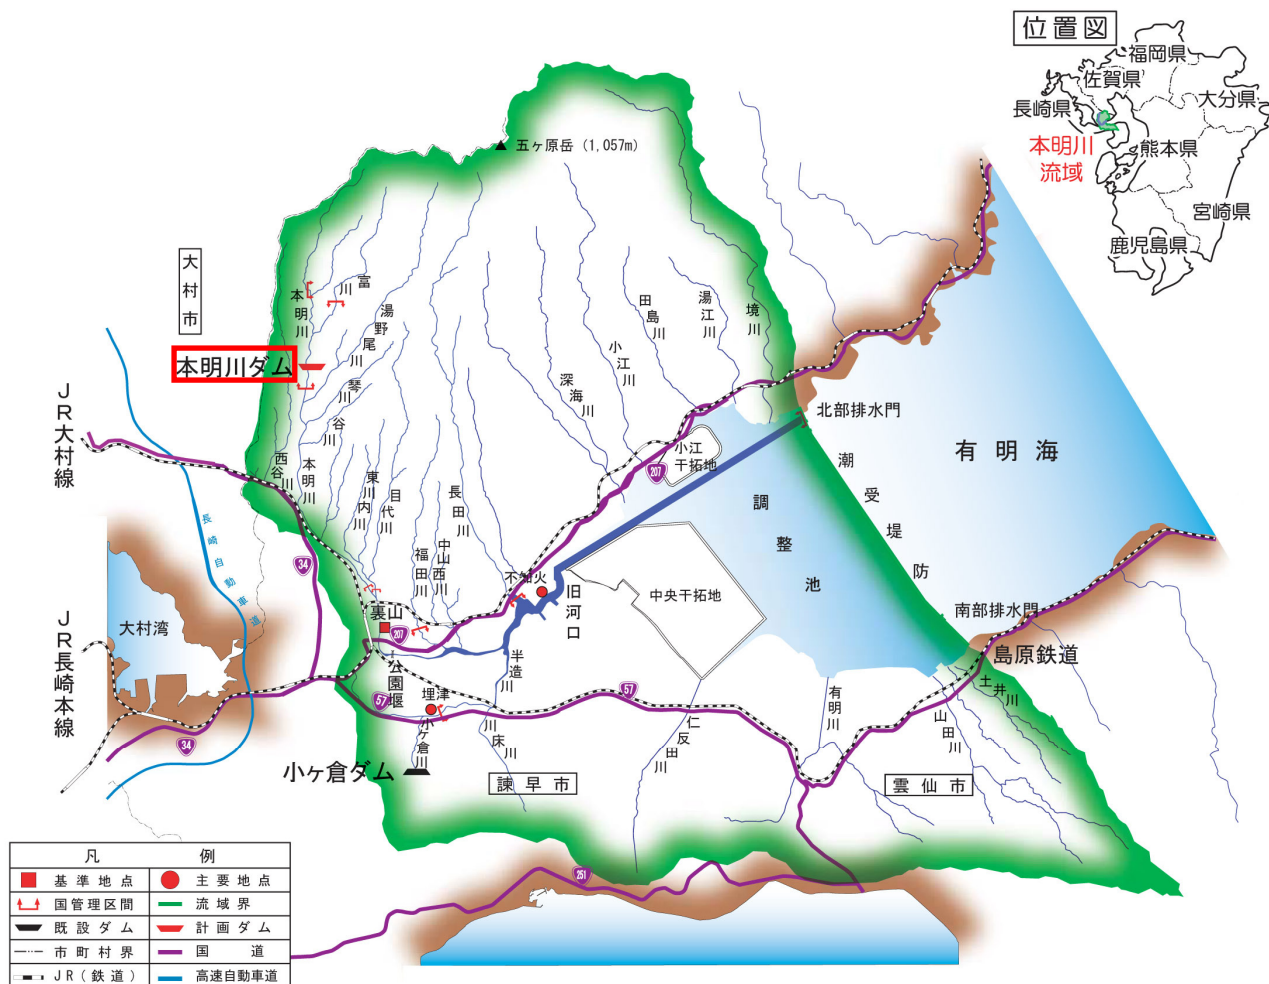 位置図
福岡県
佐賀県
長崎県
大分県
本明川
流域
熊本県
宮崎県
鹿児島県
五ヶ原岳（1,057m）
大村市
本明川
富川
湯野尾川
田島川
湯江川
境川
本明川ダム
小江川
深海川
琴川
谷川
JR大村線
北部排水門
有明海
小江
干拓地
207
西谷川
本明川
東川内川
目代川
長田川
潮受堤防
調整池
長崎自動車道
34
福田川
中山西川
不知火
旧河口
中央干拓地
大村湾
裏山
207
南部排水門
島原鉄道
JR長崎本線
公園堰
半造川
57
埋津
57
有明川
土井川
山田川
34
小ヶ倉川
川床川
仁反田川
小ヶ倉ダム
諫早市
雲仙市
251
凡例
基準地点
主要地点
国管理区間
流域界
既設ダム
計画ダム
市町村界
国道
JR(鉄道)
高速自動車道